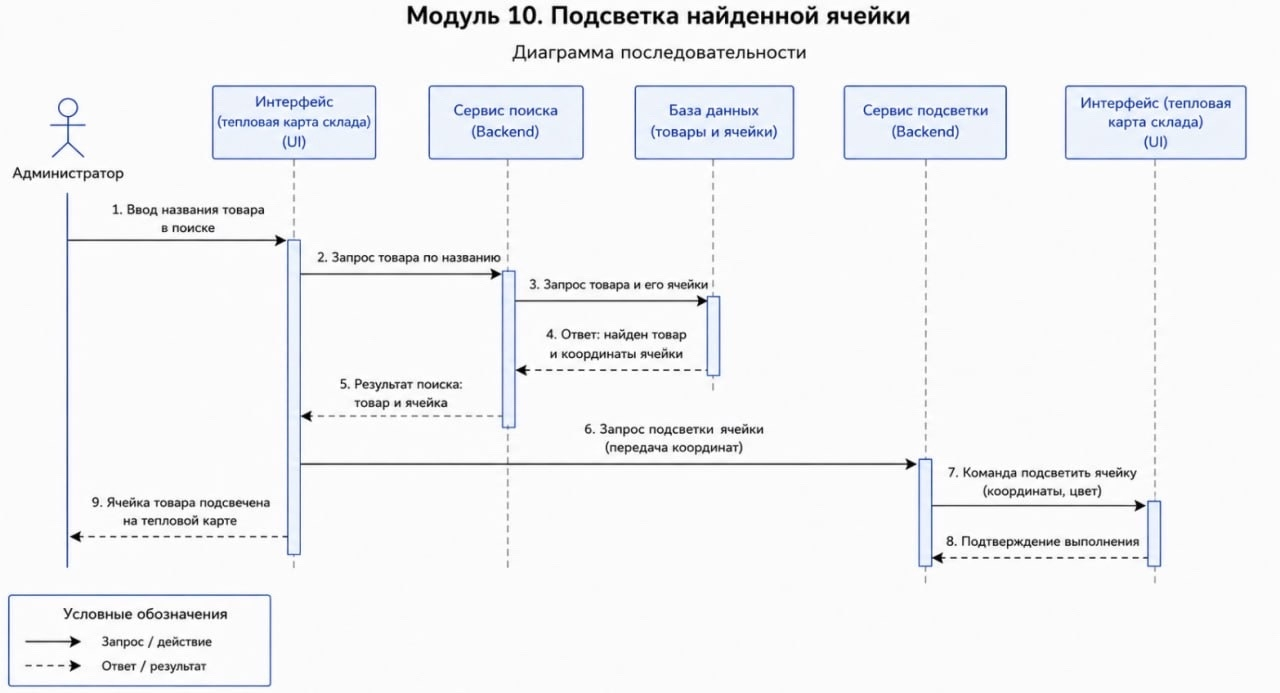 Модуль 10. Подсветка найденной ячейки
Диаграмма последовательности
Администратор
Интерфейс
(тепловая карта склада)
(UI)
Сервис поиска
(Backend)
База данных
(товары и ячейки)
Сервис подсветки
(Backend)
Интерфейс (тепловая
карта склада)
(UI)
1. Ввод названия товара
в поиске
2. Запрос товара по названию
3. Запрос товара и его ячейки
4. Ответ: найден товар
и координаты ячейки
5. Результат поиска:
товар и ячейка
6. Запрос подсветки ячейки
(передача координат)
7. Команда подсветить ячейку
(координаты, цвет)
8. Подтверждение выполнения
9. Ячейка товара подсвечена
на тепловой карте
Условные обозначения
Запрос / действие
Ответ / результат